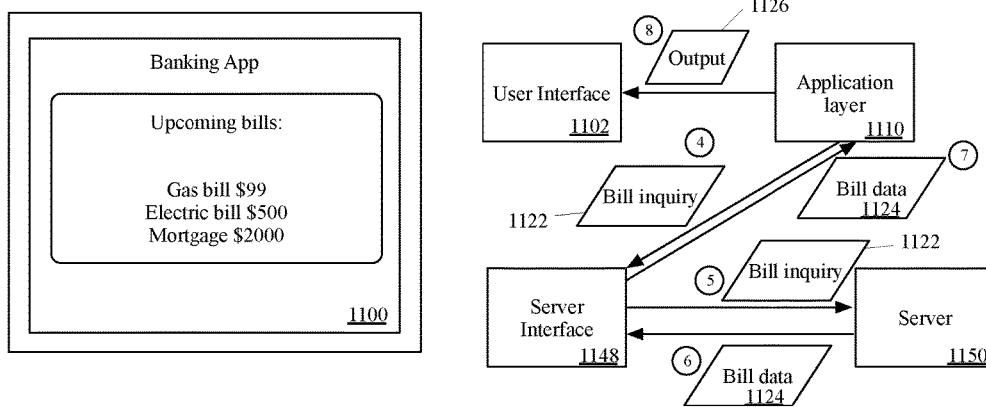 Banking App
Upcoming bills:
Gas bill $99
Electric bill $500
Mortgage $2000
1100
1126
8
Output
User Interface
1102
Application
layer
1110
4
7
Bill inquiry
1122
Bill data
1124
1122
5
Bill inquiry
Server
Interface
1148
Server
1150
6
Bill data
1124